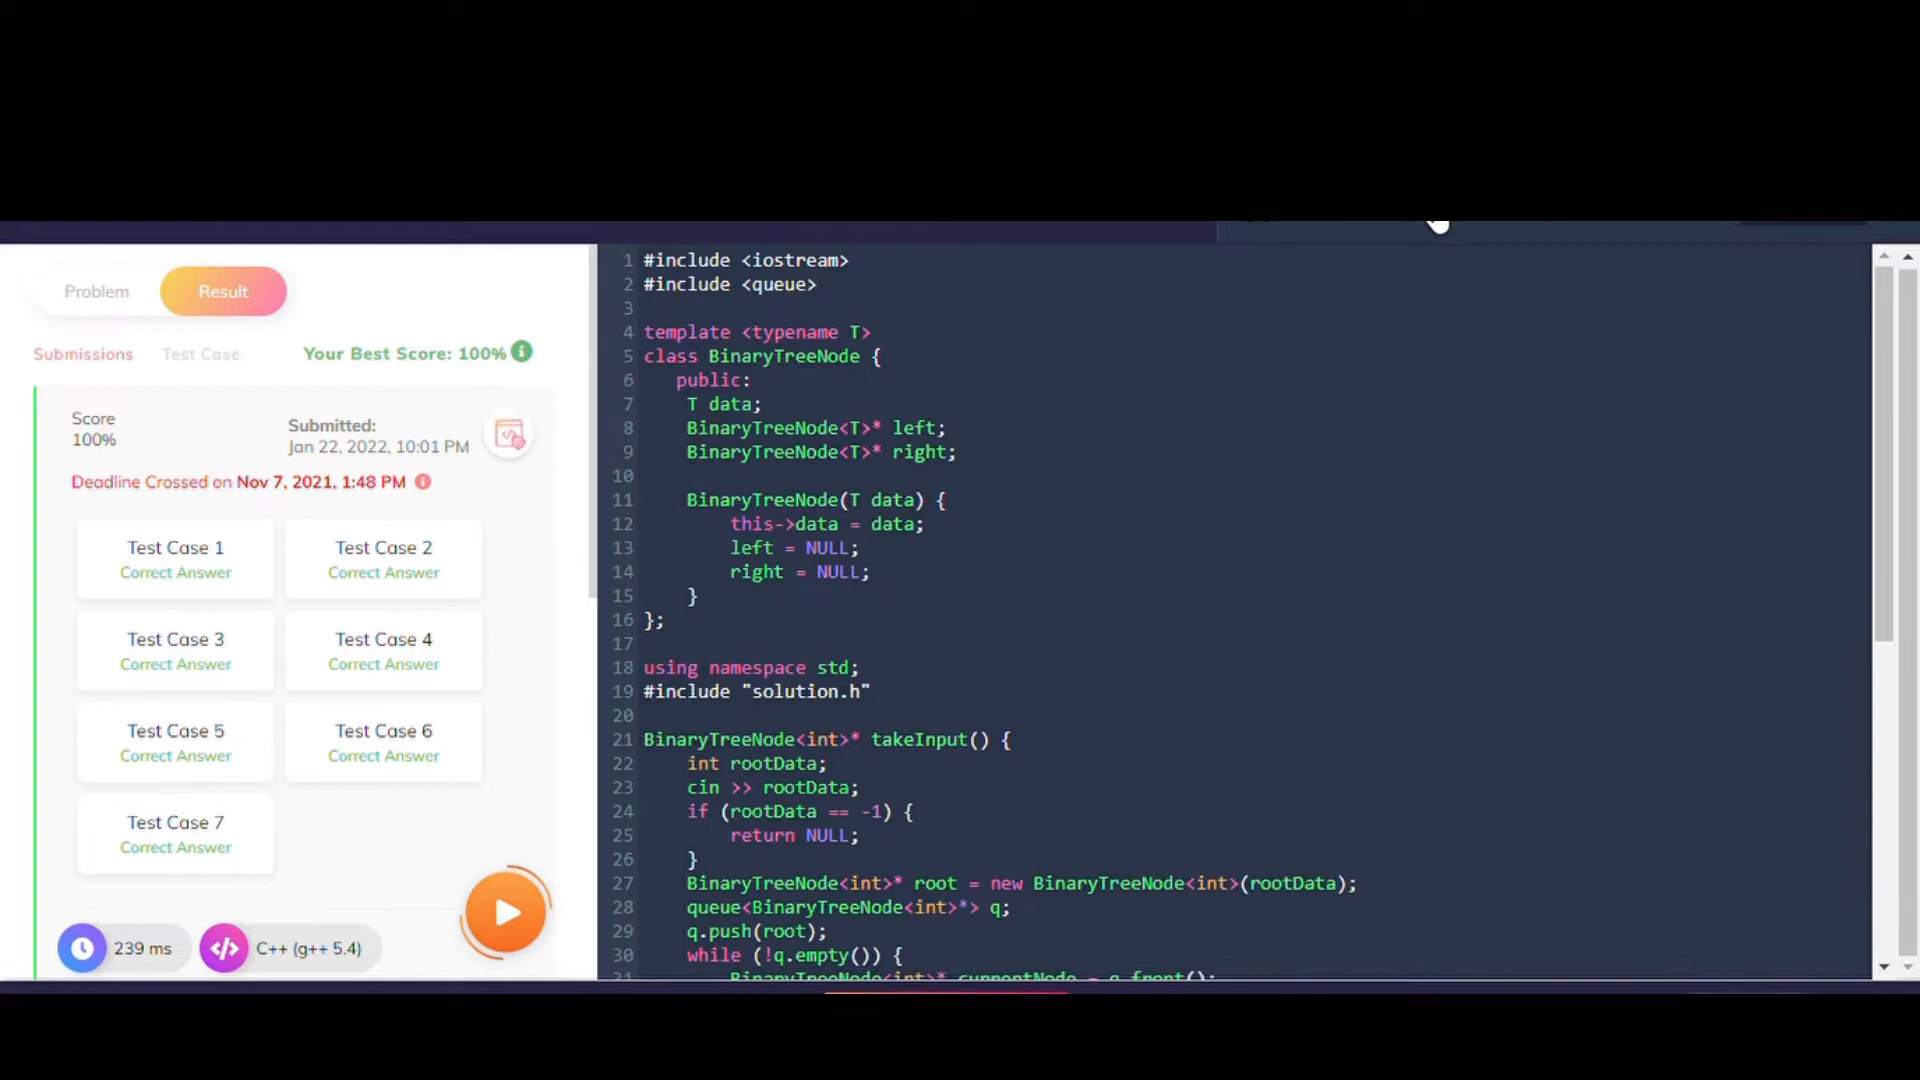 Problem
Result
Submissions
Test Case
Your Best Score: 100%
Score
100%
Submitted:
Jan 22, 2022, 10:01 PM
Deadline Crossed on Nov 7, 2021, 1:48 PM
Test Case 1
Correct Answer
Test Case 2
Correct Answer
Test Case 3
Correct Answer
Test Case 4
Correct Answer
Test Case 5
Correct Answer
Test Case 6
Correct Answer
Test Case 7
Correct Answer
239 ms
C++ (g++ 5.4)
1 #include <iostream>
2 #include <queue>
3
4 template <typename T>
5 class BinaryTreeNode {
6 public:
7 T data;
8 BinaryTreeNode<T>* left;
9 BinaryTreeNode<T>* right;
10
11 BinaryTreeNode(T data) {
12 this->data = data;
13 left = NULL;
14 right = NULL;
15 }
16 };
17
18 using namespace std;
19 #include "solution.h"
20
21 BinaryTreeNode<int>* takeInput() {
22 int rootData;
23 cin >> rootData;
24 if (rootData == -1) {
25 return NULL;
26 }
27 BinaryTreeNode<int>* root = new BinaryTreeNode<int>(rootData);
28 queue<BinaryTreeNode<int>*> q;
29 q.push(root);
30 while (!q.empty()) {
31 BinaryTreeNode<int>* currentNode = q.front();